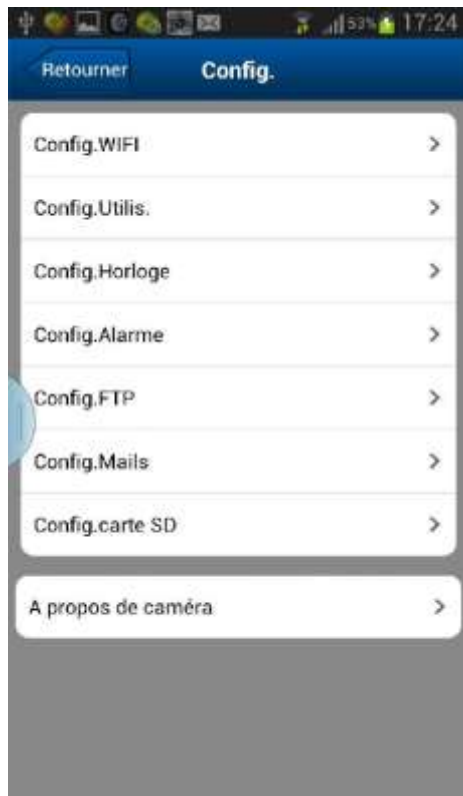 53% 17:24
Retourner Config.
Config.WIFI
Config.Utilis.
Config.Horloge
Config.Alarme
Config.FTP
Config.Mails
Config.carte SD
A propos de caméra